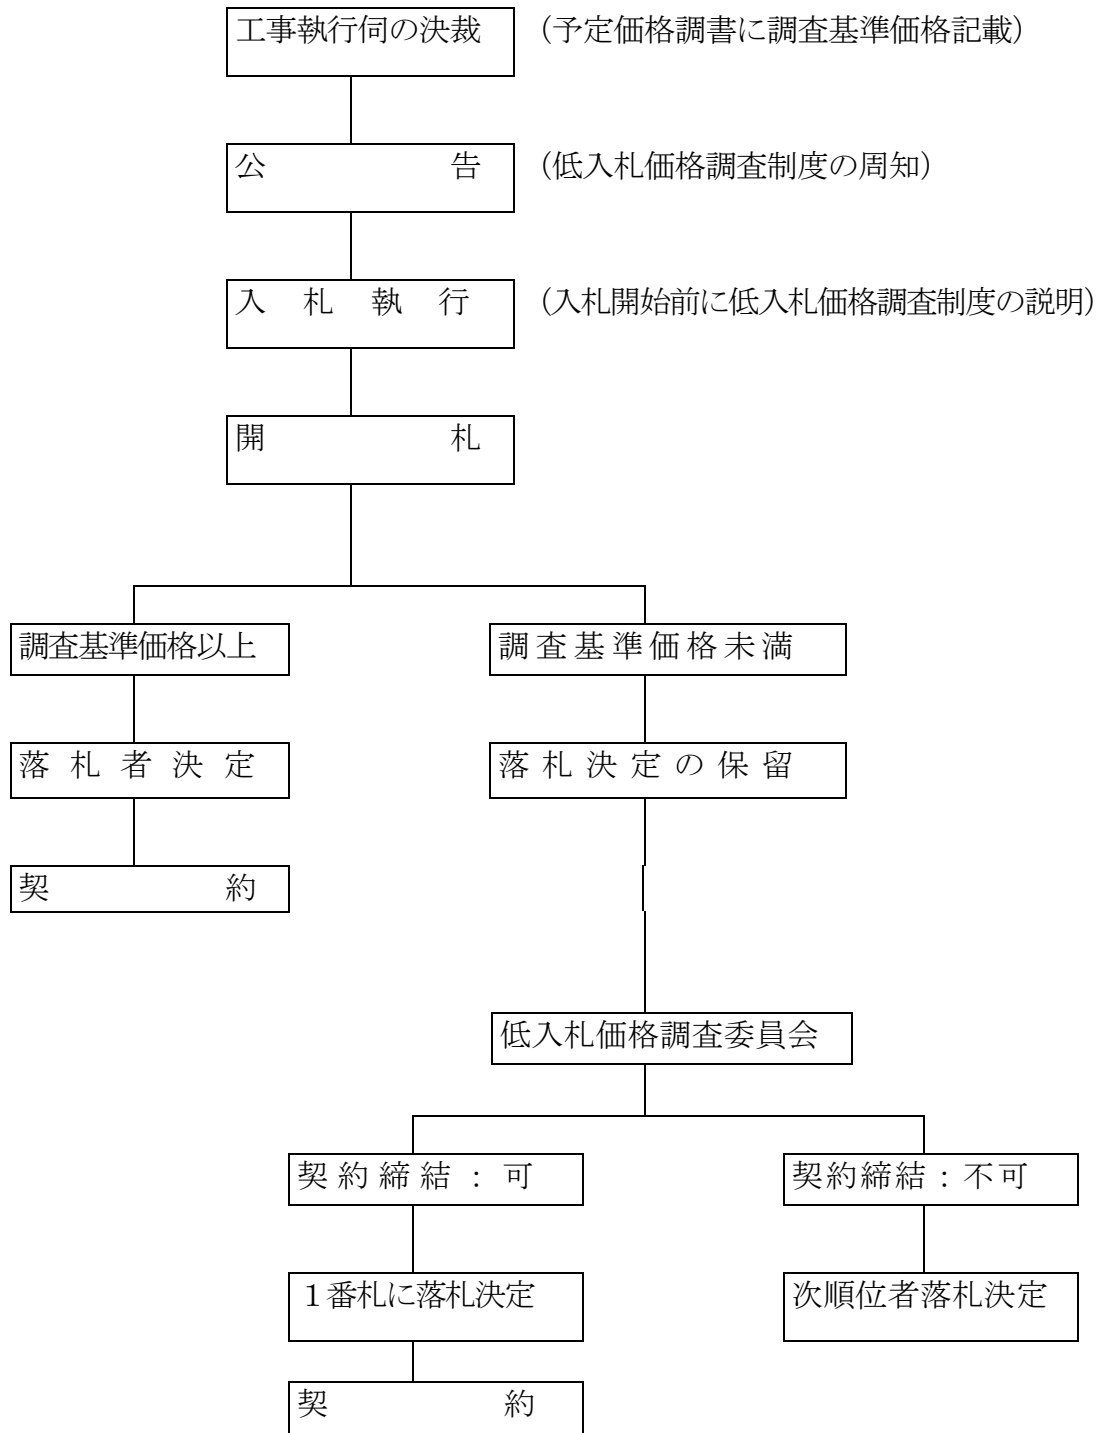 工事執行伺の決裁 (予定価格調書に調査基準価格記載)
公告 (低入札価格調査制度の周知)
入札執行 (入札開始前に低入札価格調査制度の説明)
開札
調査基準価格以上 調査基準価格未満
落札者決定 落札決定の保留
契約
低入札価格調査委員会
契約締結:可 契約締結:不可
1番札に落札決定 次順位者落札決定
契約